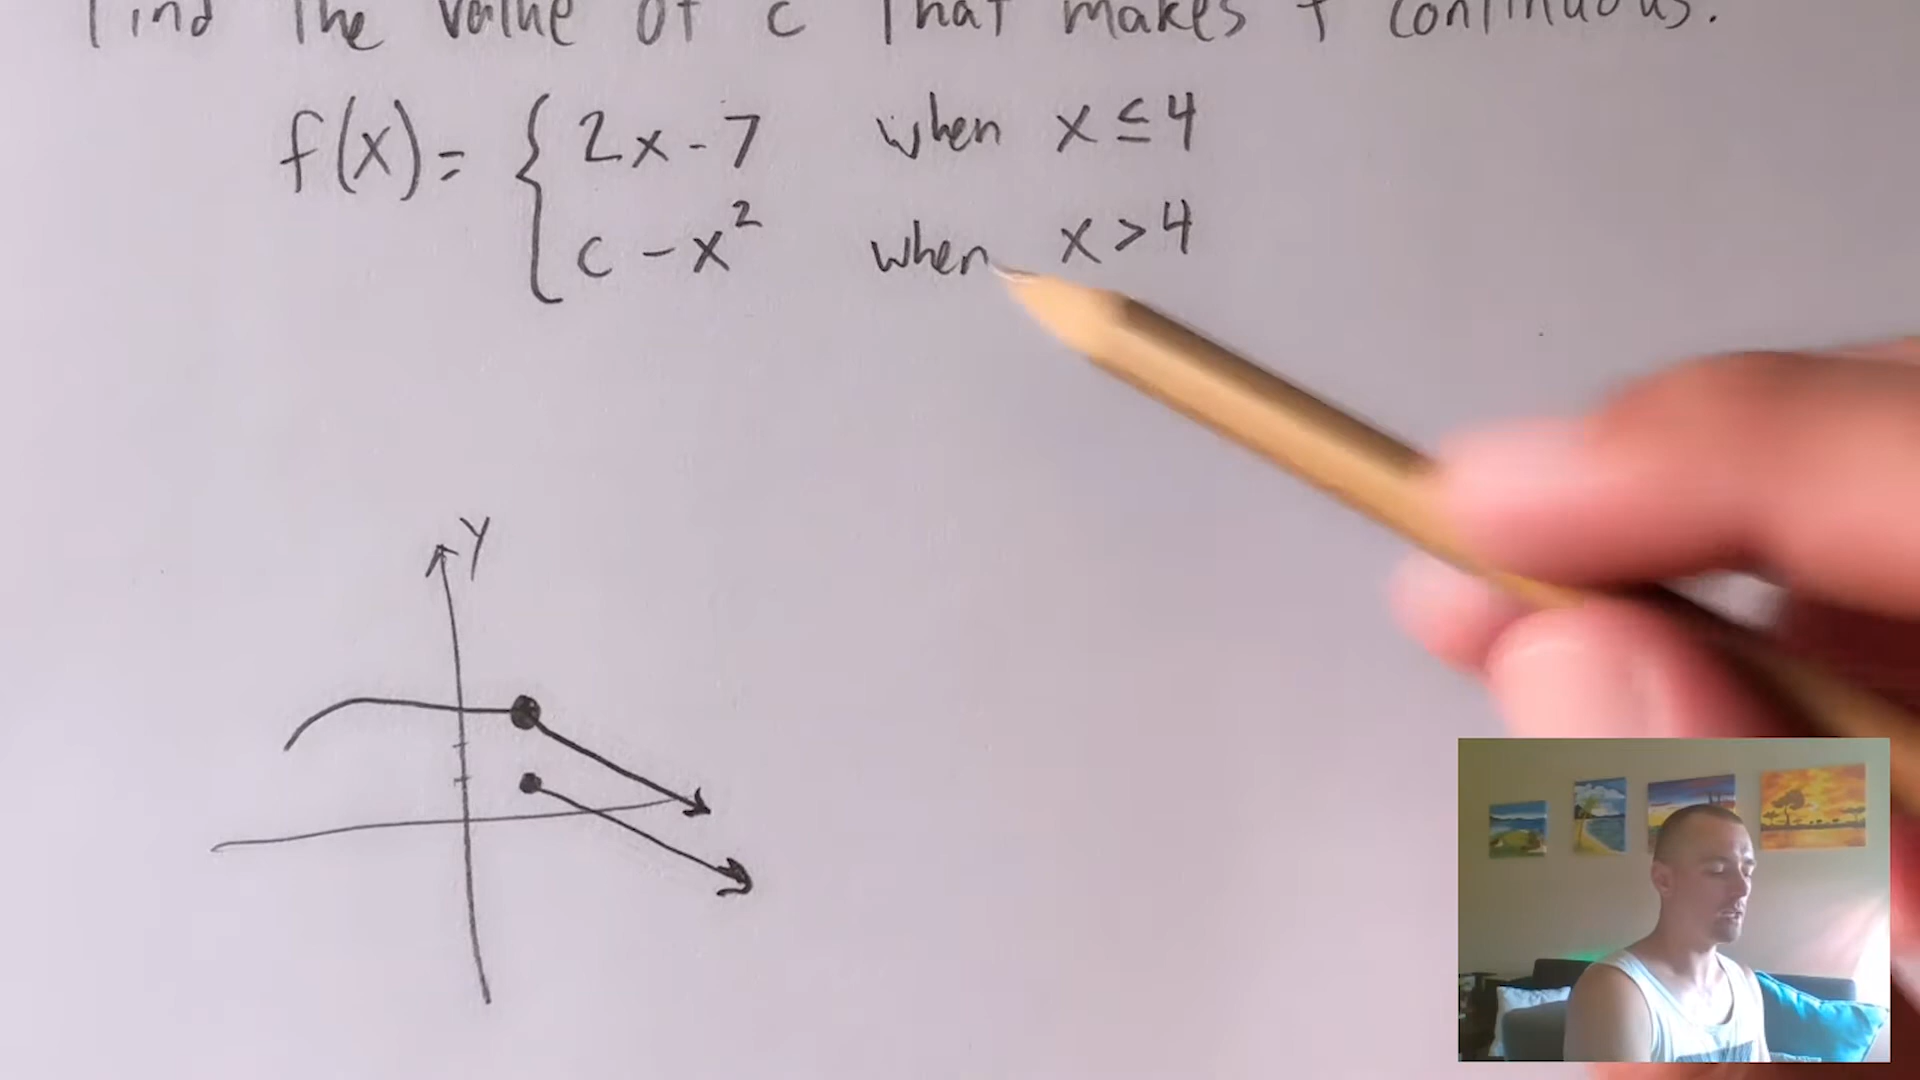 Find the value of c that makes f continuous.
f(x) = { 2x - 7 when x ≤ 4
c - x² when x > 4
Y